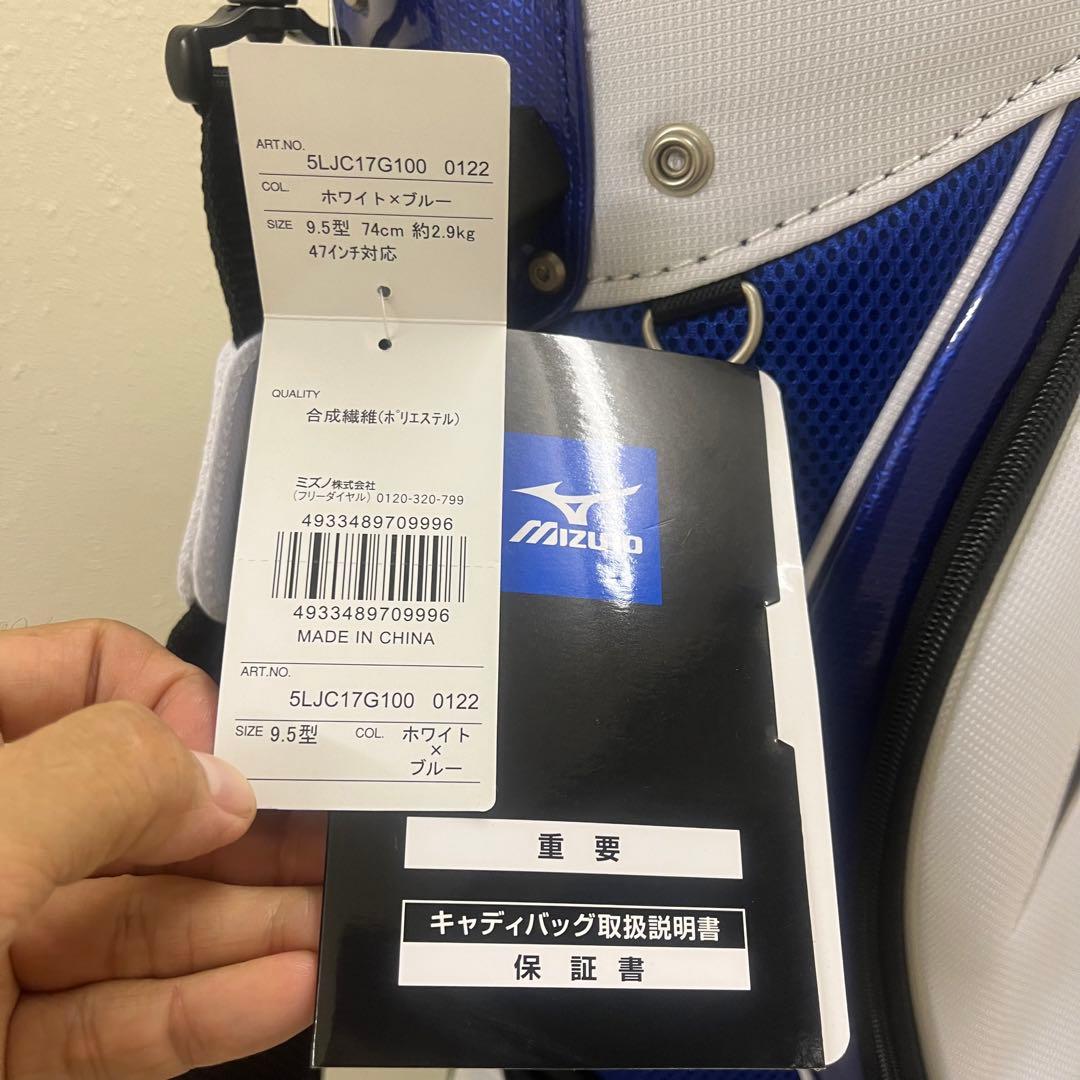 ART.NO.
5LJC17G100 0122
COL.
ホワイト×ブルー
SIZE 9.5型 74cm 約2.9kg
47インチ対応
QUALITY
合成繊維(ポリエステル)
ミズノ株式会社
(フリーダイヤル) 0120-320-799
4933489709996
4933489709996
MADE IN CHINA
ART.NO.
5LJC17G100 0122
SIZE 9.5型 COL. ホワイト
×
ブルー
MIZUNO
重要
キャディバッグ取扱説明書
保証書